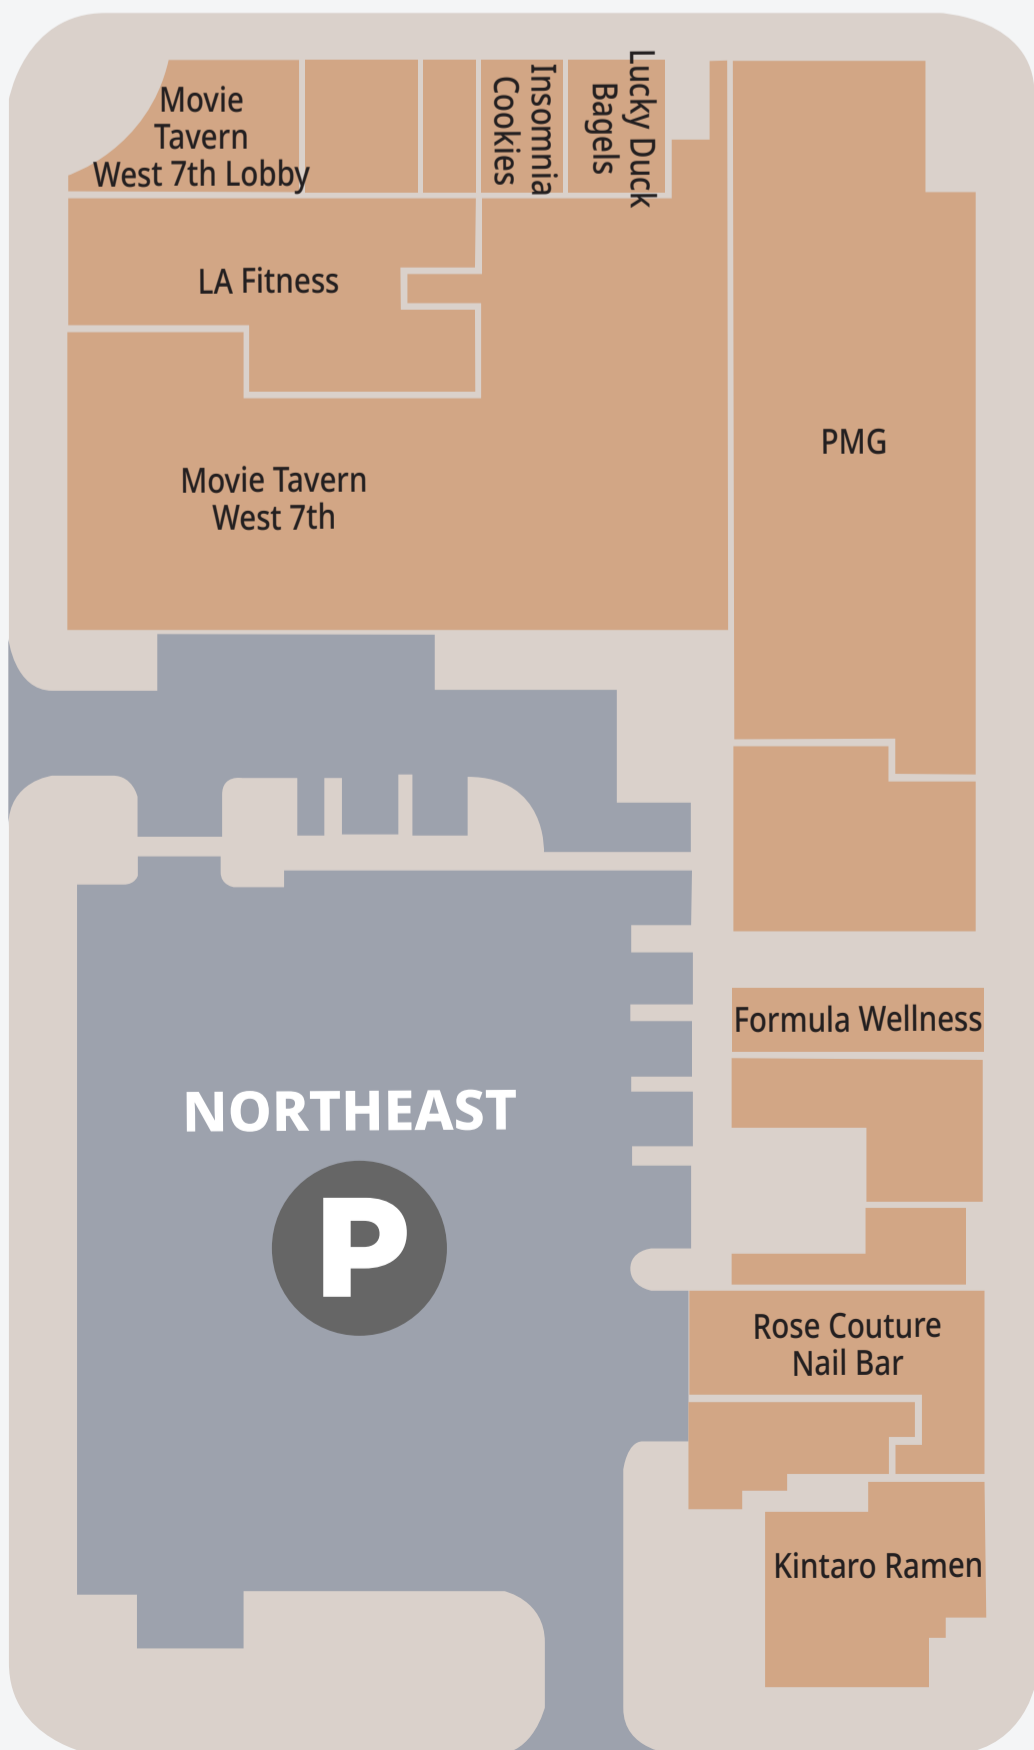 Movie
Tavern
West 7th Lobby
Insomnia
Cookies
Lucky Duck
Bagels
LA Fitness
PMG
Movie Tavern
West 7th
Formula Wellness
NORTHEAST
P
Rose Couture
Nail Bar
Kintaro Ramen